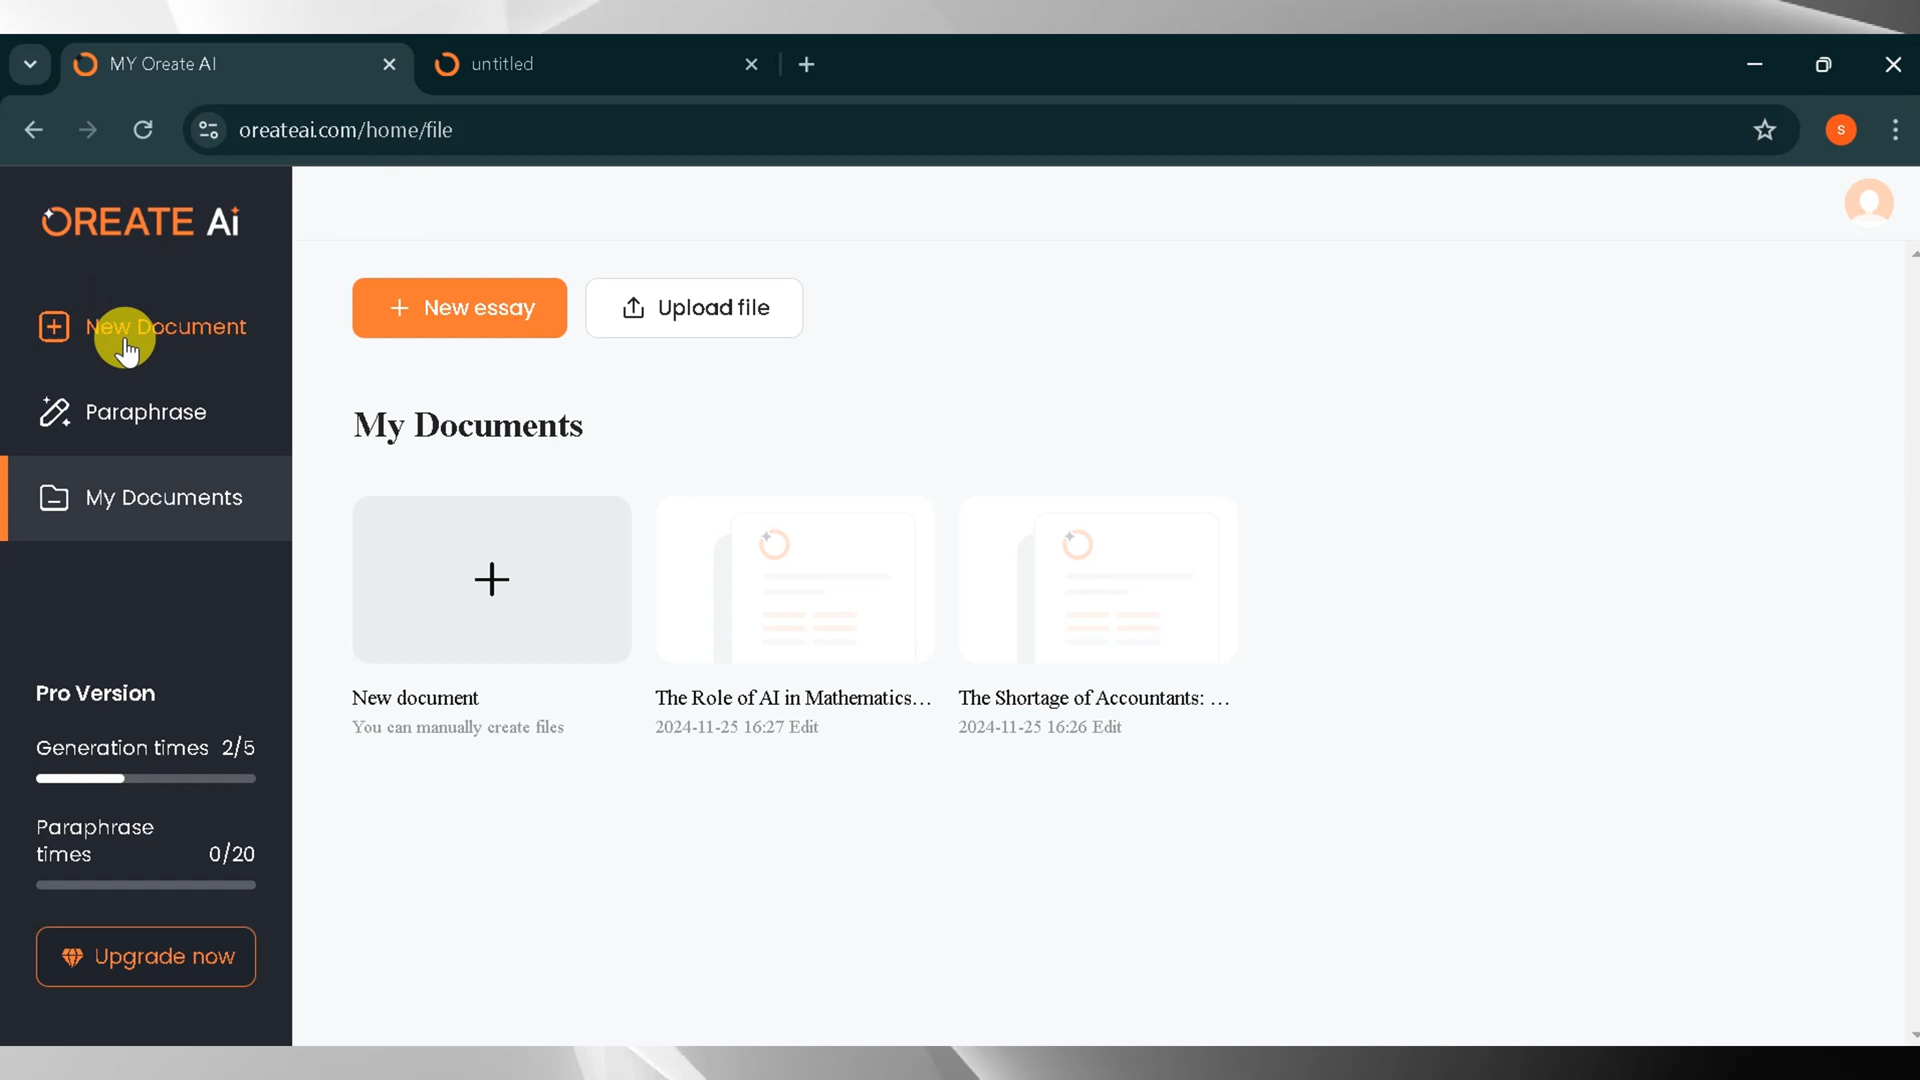 MY Oreate AI
untitled
oreateai.com/home/file
S
OREATE Ai
New Document
Paraphrase
My Documents
Pro Version
Generation times 2/5
Paraphrase
times 0/20
Upgrade now
New essay
Upload file
My Documents
New document
You can manually create files
The Role of AI in Mathematics...
2024-11-25 16:27 Edit
The Shortage of Accountants: ...
2024-11-25 16:26 Edit